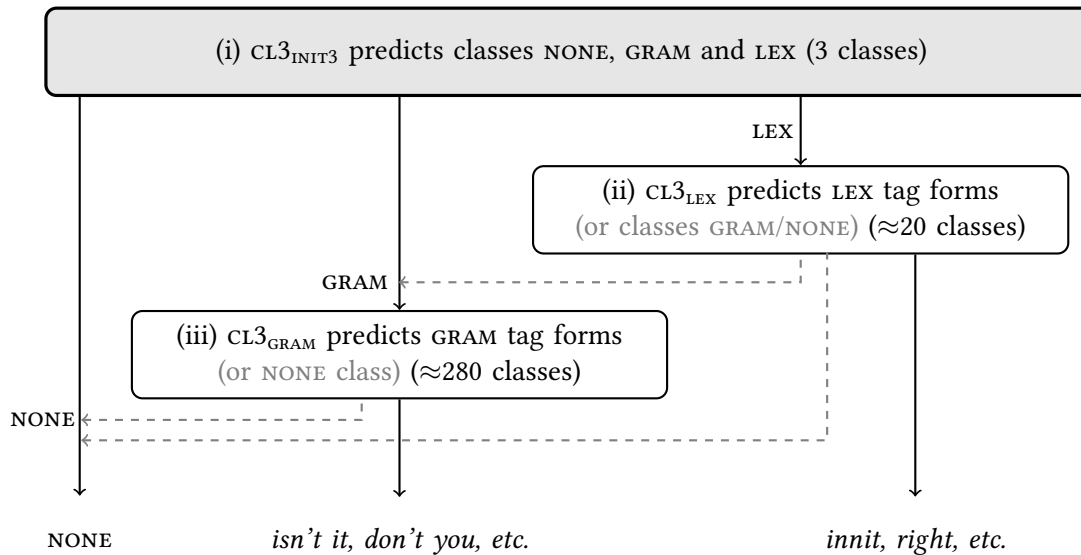 (i) CL3INIT3 predicts classes NONE, GRAM and LEX (3 classes)
LEX
(ii) CL3LEX predicts LEX tag forms
(or classes GRAM/NONE) (≈20 classes)
GRAM
(iii) CL3GRAM predicts GRAM tag forms
(or NONE class) (≈280 classes)
NONE
NONE
isn't it, don't you, etc.
innit, right, etc.